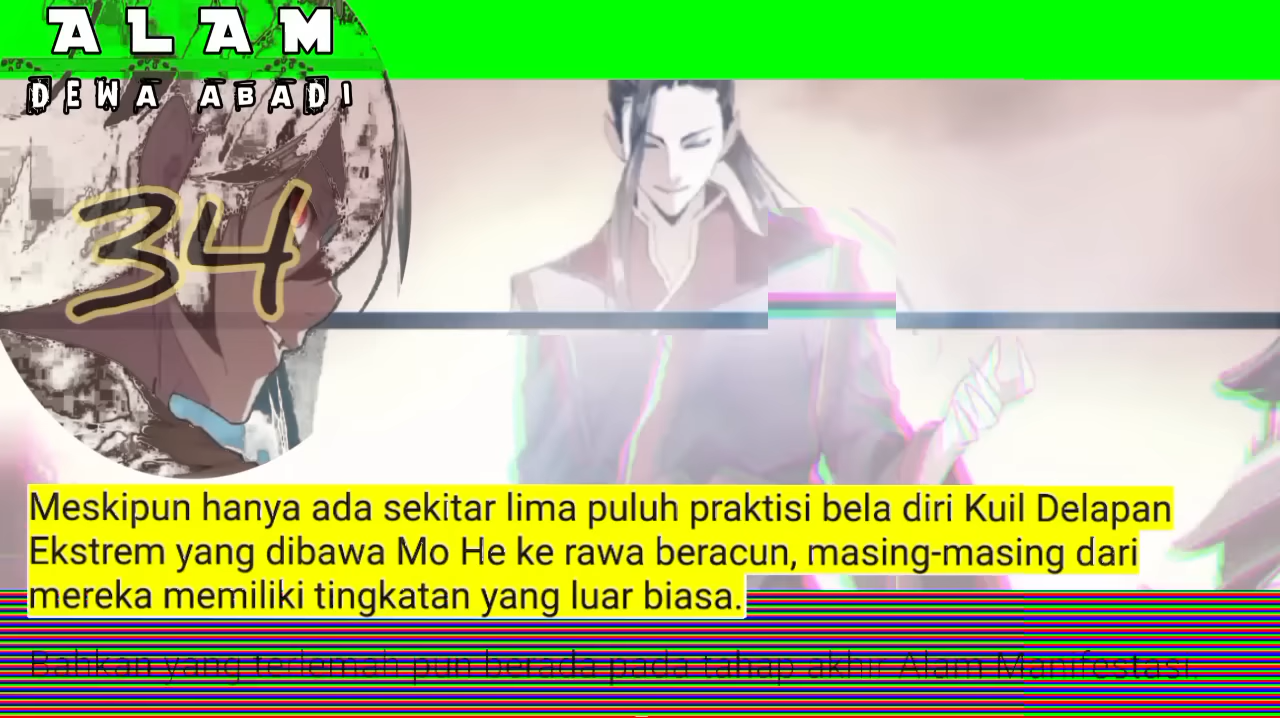 ALAM
DEWA ABADI
34
Meskipun hanya ada sekitar lima puluh praktisi bela diri Kuil Delapan
Ekstrem yang dibawa Mo He ke rawa beracun, masing-masing dari
mereka memiliki tingkatan yang luar biasa.
Bahkan yang terlemah pun berada pada tahap akhir Alam Manifestasi.